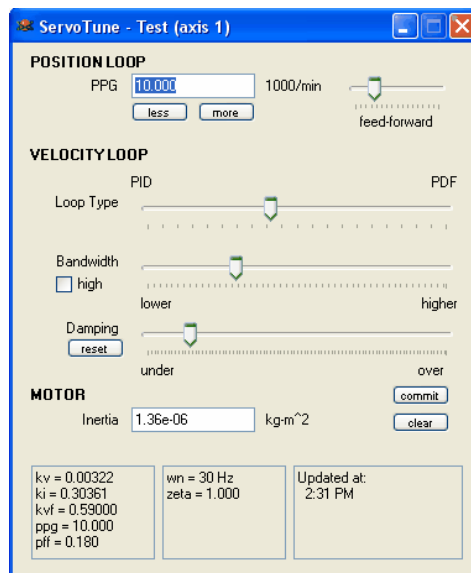 ServoTune - Test (axis 1)
POSITION LOOP
PPG 10.000 1000/min
less more
feed-forward
VELOCITY LOOP
PID PDF
Loop Type
Bandwidth
high
lower higher
Damping
reset
under over
MOTOR commit
Inertia 1.36e-06 kg-m^2 clear
kv = 0.00322 wn = 30 Hz Updated at:
ki = 0.30361 zeta = 1.000 2:31 PM
kvf = 0.59000
ppg = 10.000
pff = 0.180